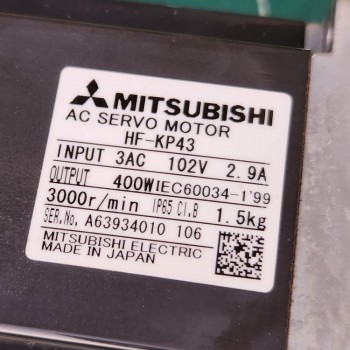 MITSUBISHI
AC SERVO MOTOR
HF-KP43
INPUT 3AC 102V 2.9A
OUTPUT 400W IEC60034-1'99
3000r/min IP65 Cl.B 1.5kg
SER.No. A63934010 106
MITSUBISHI ELECTRIC
MADE IN JAPAN